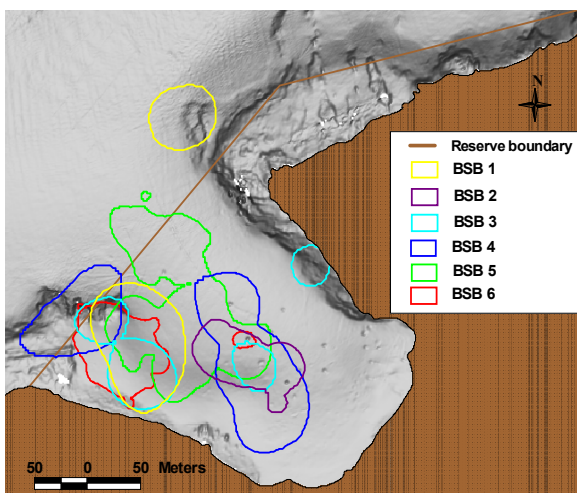 N
Reserve boundary
BSB 1
BSB 2
BSB 3
BSB 4
BSB 5
BSB 6
50 0 50 Meters